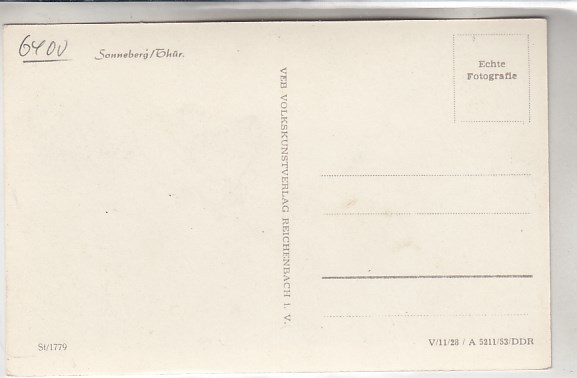 6400
Sonneberg/Thür.
Echte
Fotografie
VEB VOLKSKUNSTVERLAG REICHENBACH i. V.
St/1779
V/11/28 / A 5211/53/DDR